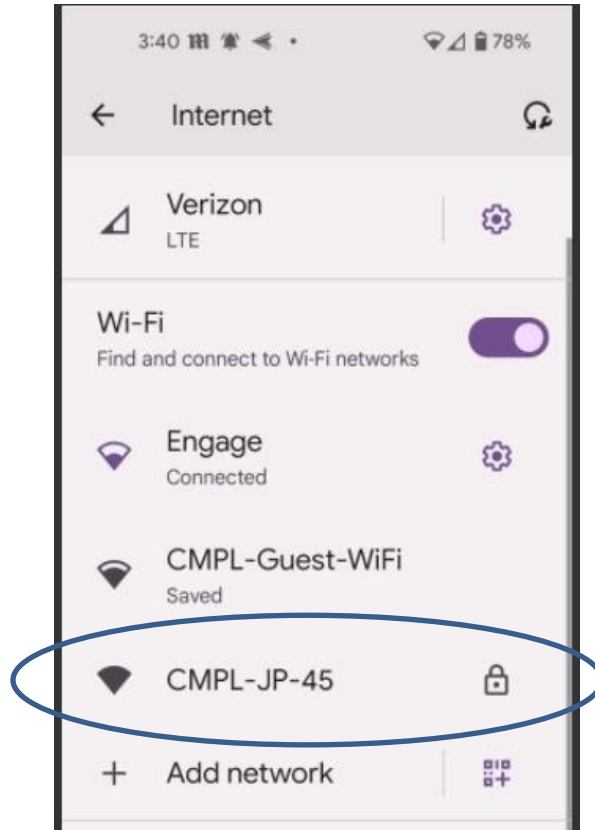 3:40 78%
Internet
Verizon
LTE
Wi-Fi
Find and connect to Wi-Fi networks
Engage
Connected
CMPL-Guest-WiFi
Saved
CMPL-JP-45
Add network